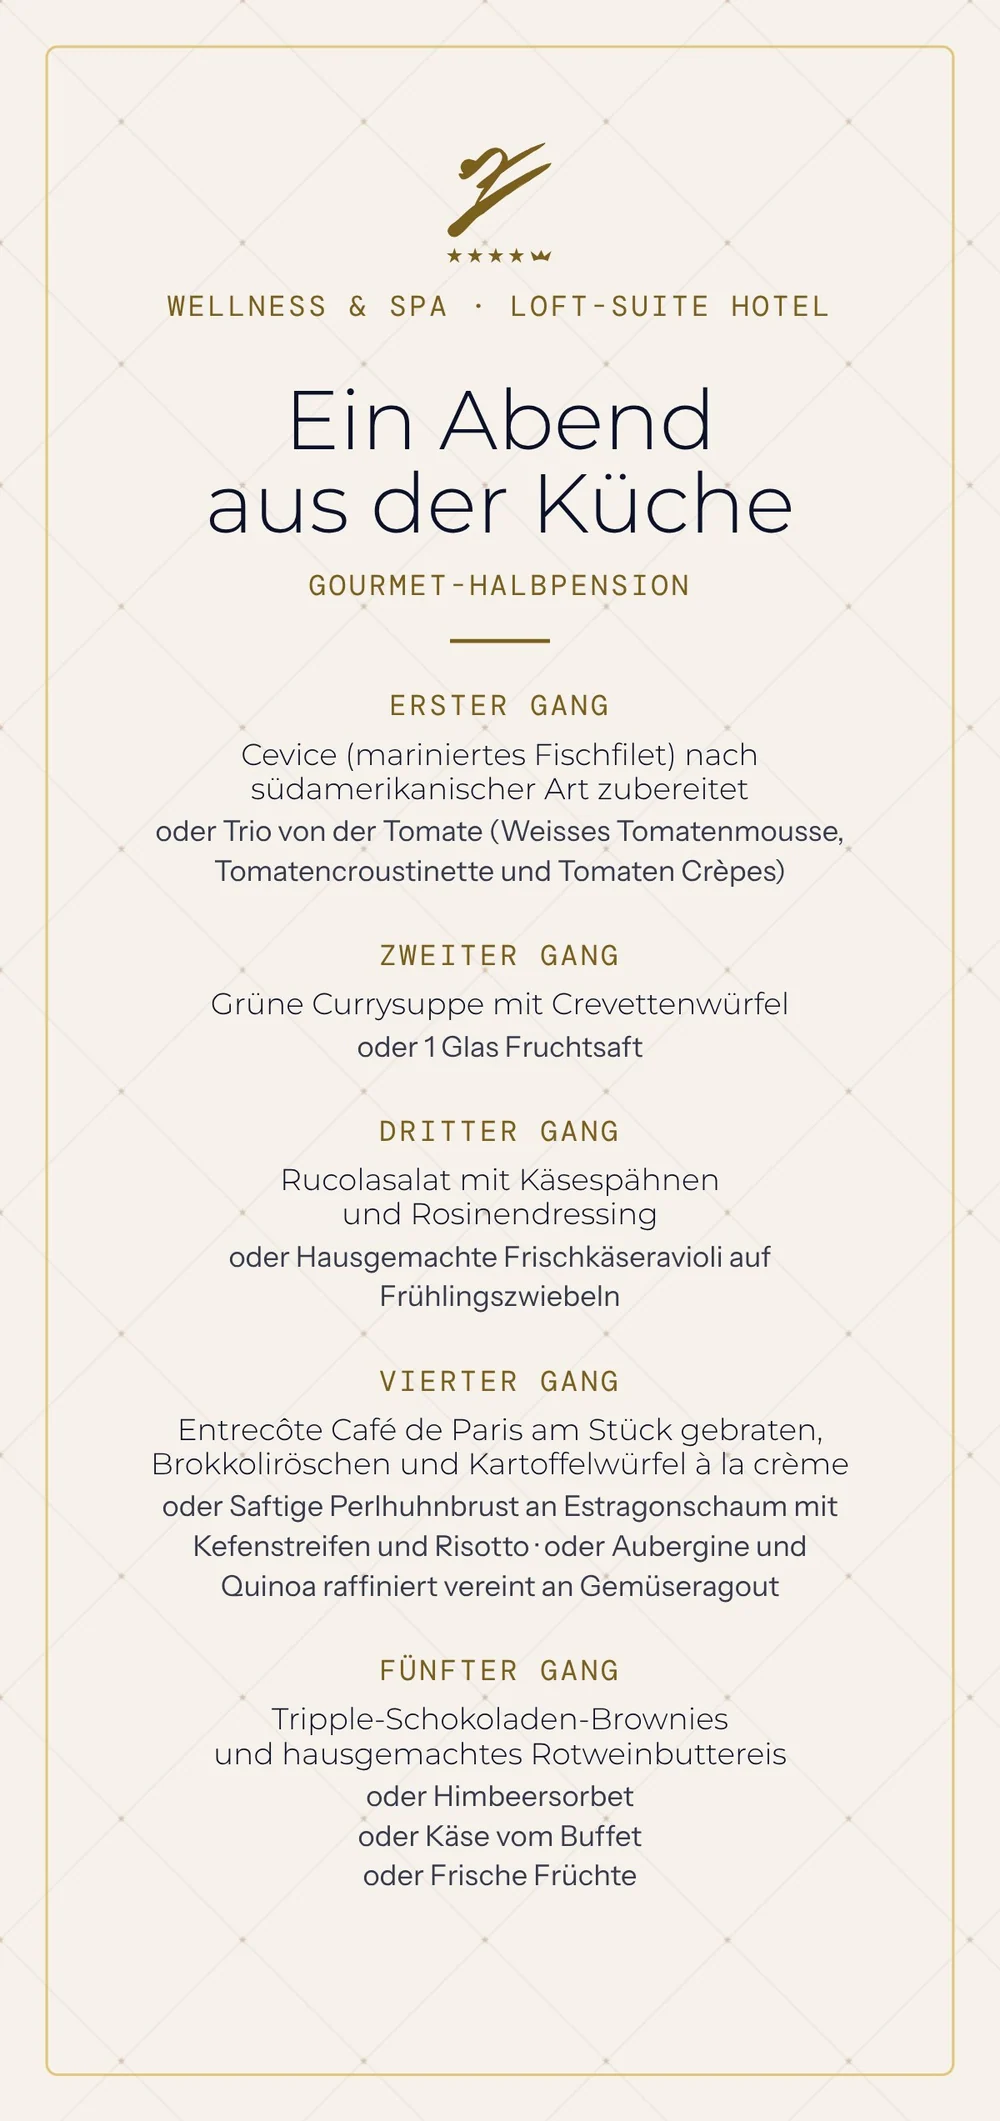 WELLNESS & SPA · LOFT-SUITE HOTEL
Ein Abend
aus der Küche
GOURMET-HALBPENSION
ERSTER GANG
Cevice (mariniertes Fischfilet) nach
südamerikanischer Art zubereitet
oder Trio von der Tomate (Weisses Tomatenmousse,
Tomatencroustinette und Tomaten Crèpes)
ZWEITER GANG
Grüne Currysuppe mit Crevettenwürfel
oder 1 Glas Fruchtsaft
DRITTER GANG
Rucolasalat mit Käsespähnen
und Rosinendressing
oder Hausgemachte Frischkäseravioli auf
Frühlingszwiebeln
VIERTER GANG
Entrecôte Café de Paris am Stück gebraten,
Brokkoliröschen und Kartoffelwürfel à la crème
oder Saftige Perlhuhnbrust an Estragonschaum mit
Kefenstreifen und Risotto · oder Aubergine und
Quinoa raffiniert vereint an Gemüseragout
FÜNFTER GANG
Tripple-Schokoladen-Brownies
und hausgemachtes Rotweinbuttereis
oder Himbeersorbet
oder Käse vom Buffet
oder Frische Früchte